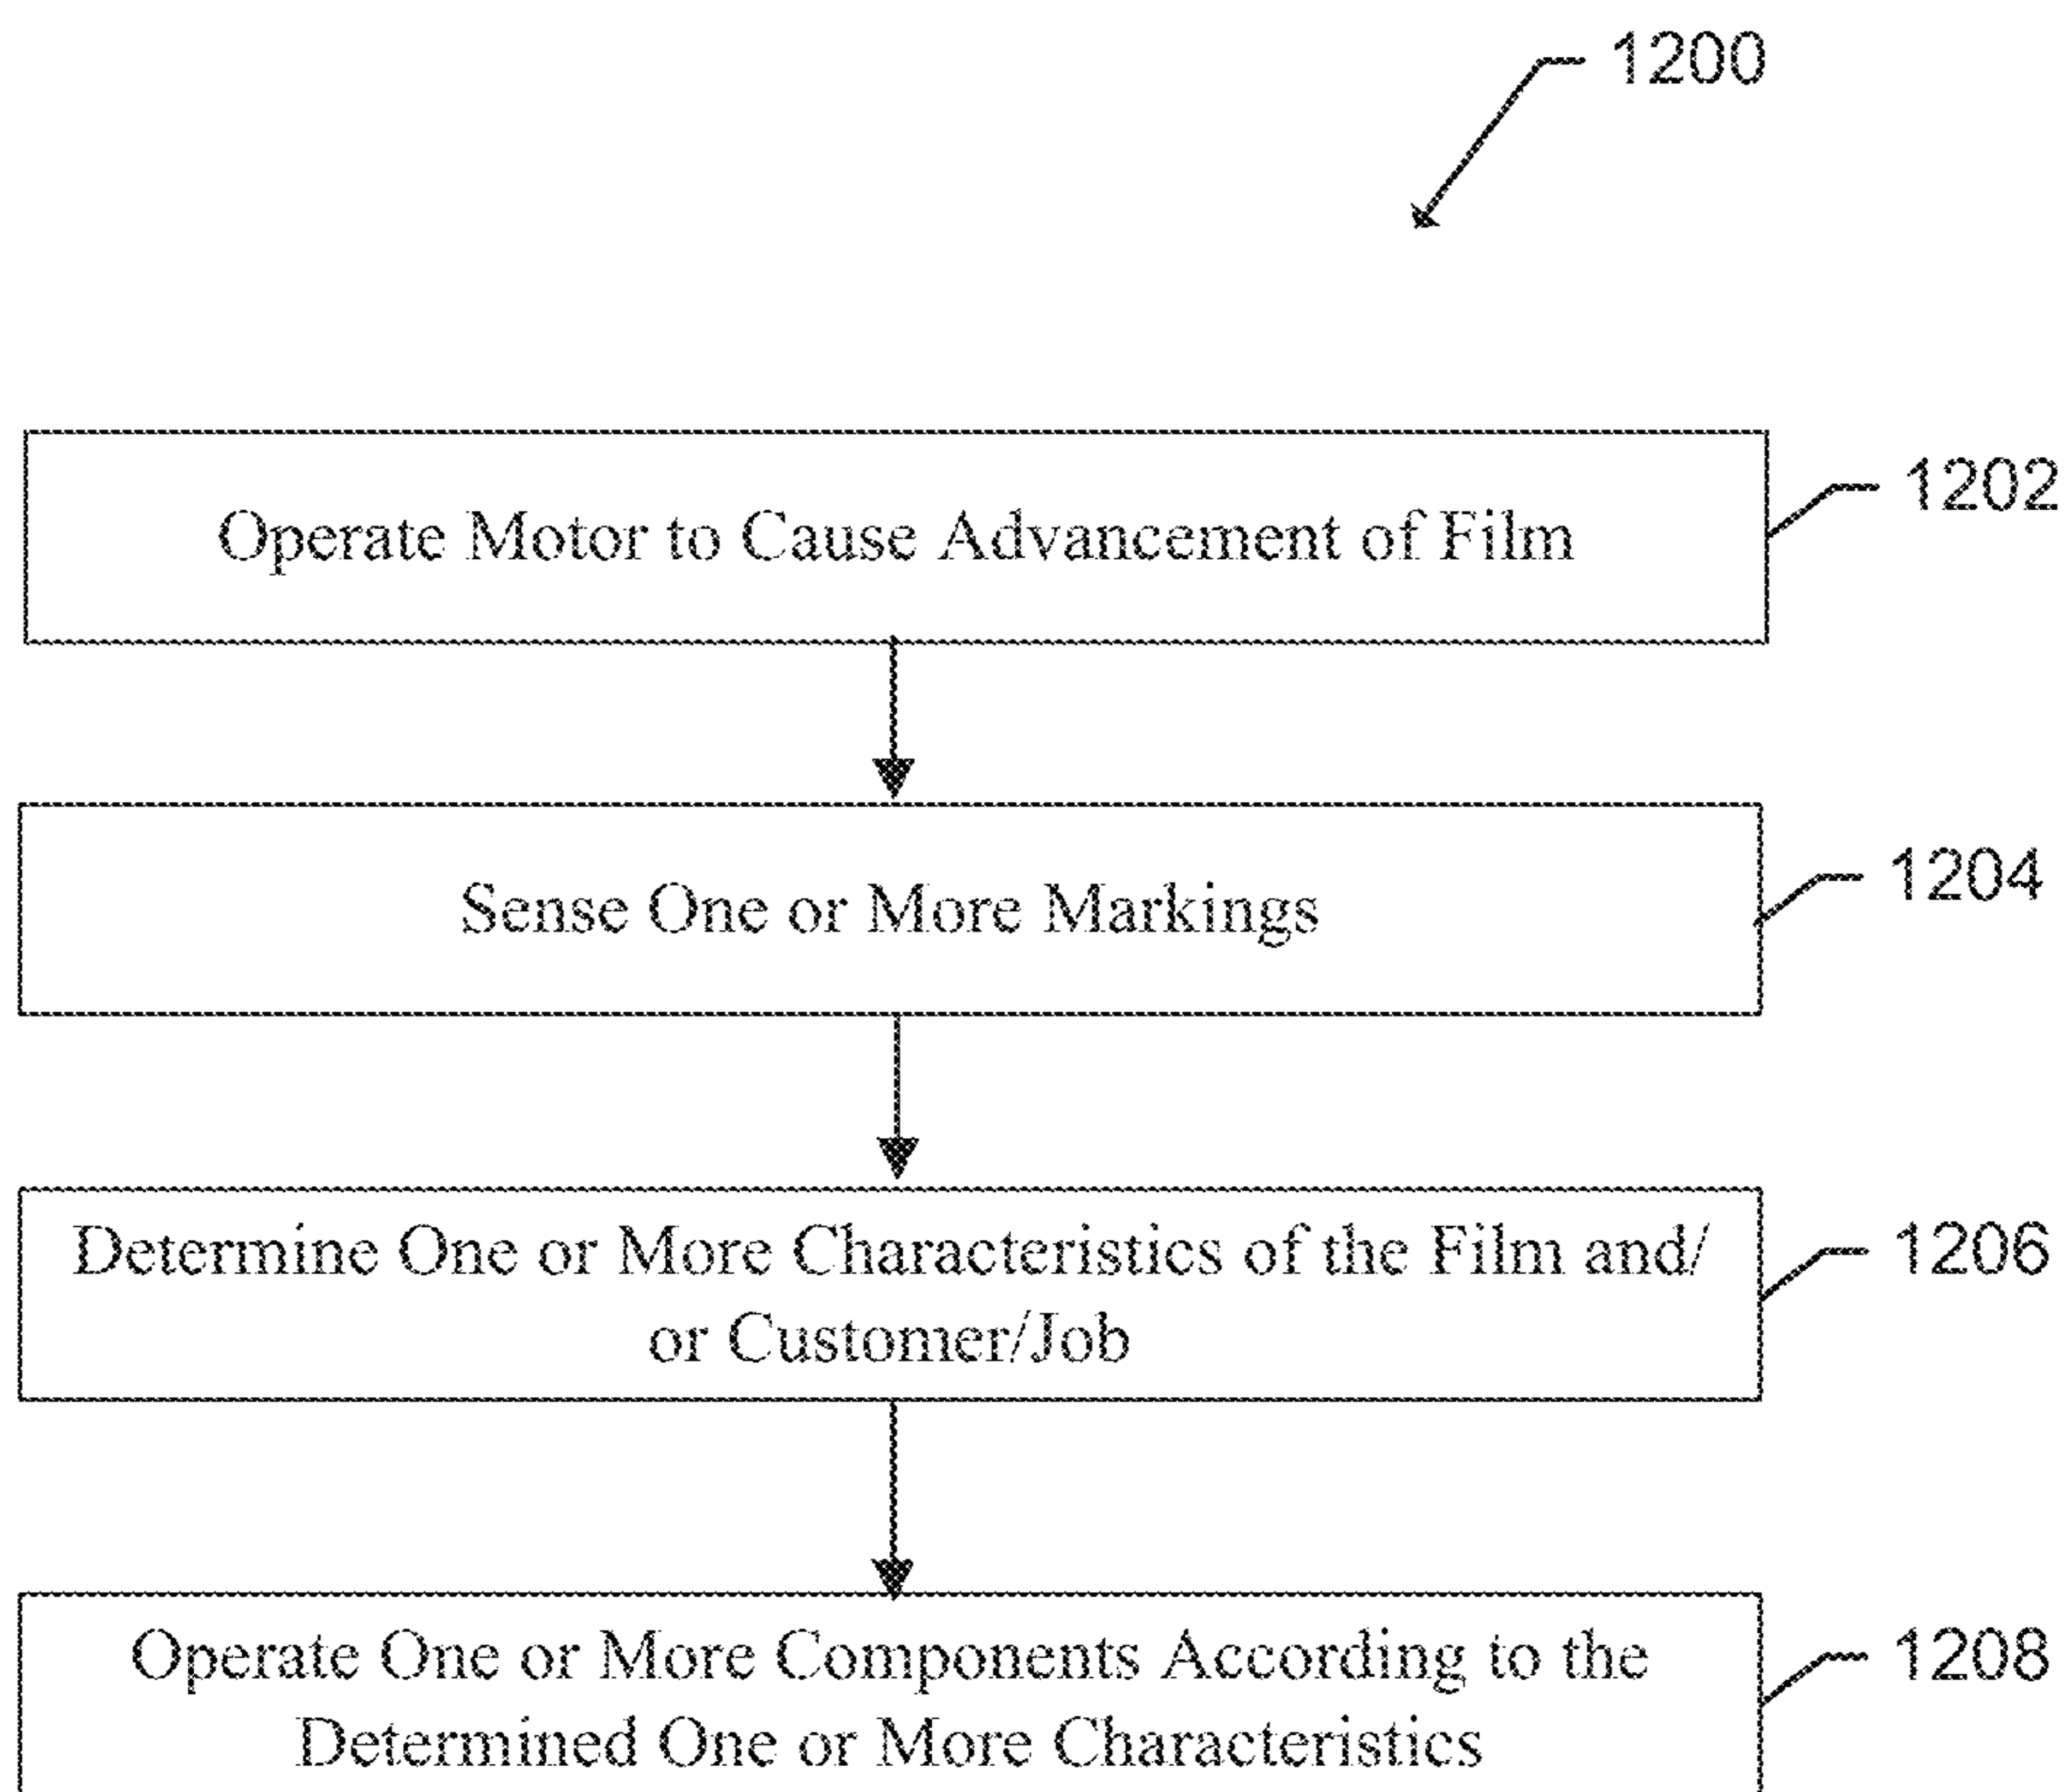 1200
Operate Motor to Cause Advancement of Film
1202
Sense One or More Markings
1204
Determine One or More Characteristics of the Film and/
or Customer/Job
1206
Operate One or More Components According to the
Determined One or More Characteristics
1208